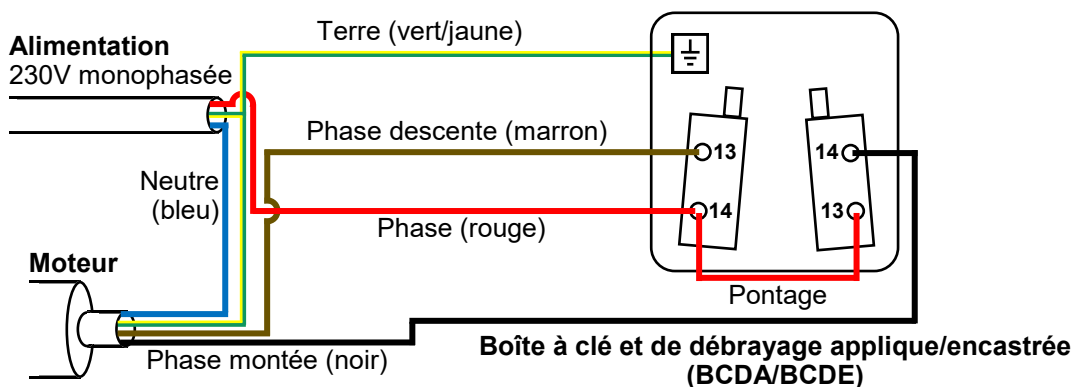 Terre (vert/jaune)
Alimentation
230V monophasée
Phase descente (marron)
13
14
Neutre
(bleu)
14
13
Phase (rouge)
Moteur
Pontage
Phase montée (noir)
Boîte à clé et de débrayage applique/encastrée
(BCDA/BCDE)